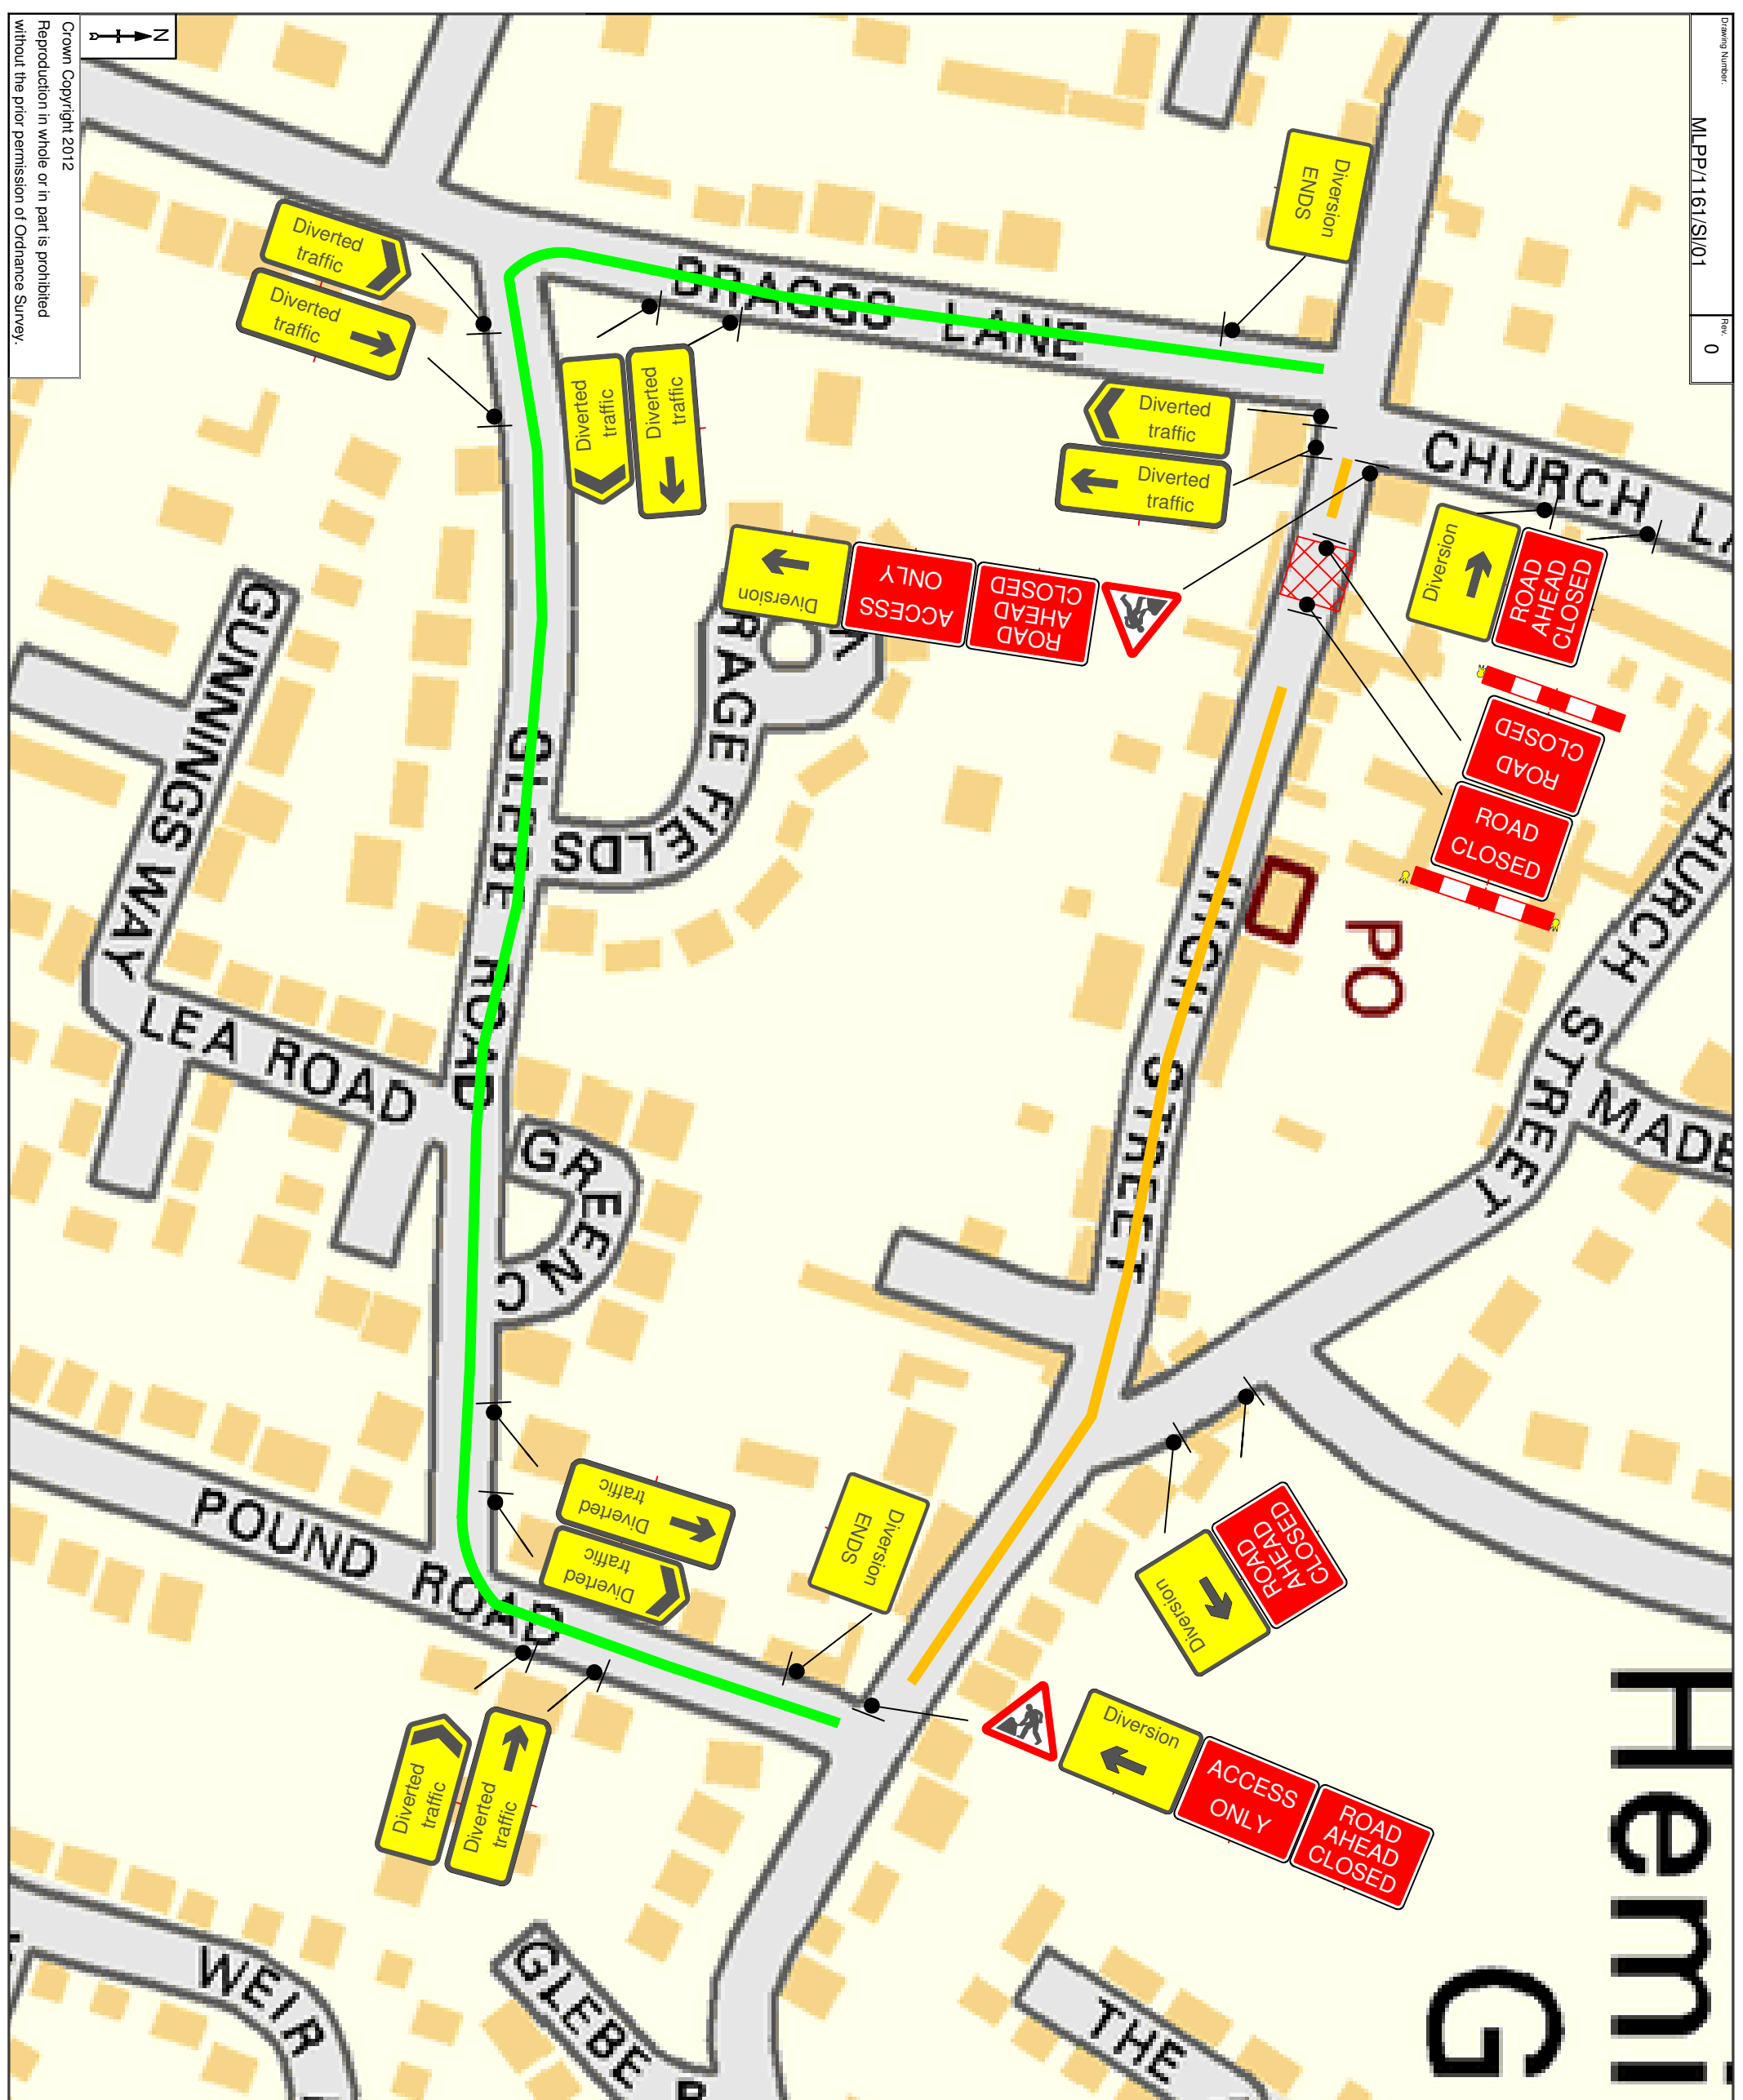 Drawing Number.
MLPP/1161/SI/01
Rev.
0
N
Crown Copyright 2012
Reproduction in whole or in part is prohibited
without the prior permission of Ordnance Survey.
Hemi
G
CHURCH
CHURCH STREET
MADE
PO
HIGH STREET
BRAGGS LANE
FIELDS
GLEBE ROAD
GUNNINGS WAY
LEA ROAD
GREEN C
POUND ROAD
WEIR
GLEBE
THE
Diversion
ENDS
Diverted
traffic
Diverted
traffic
Diverted
traffic
Diverted
traffic
Diverted
traffic
Diverted
traffic
Diversion
ACCESS
ONLY
ROAD
AHEAD
CLOSED
Diversion
ROAD
AHEAD
CLOSED
ROAD
CLOSED
ROAD
CLOSED
Diverted
traffic
Diverted
traffic
Diversion
ENDS
ROAD
AHEAD
CLOSED
Diversion
Diversion
ACCESS
ONLY
ROAD
AHEAD
CLOSED
Diverted
traffic
Diverted
traffic